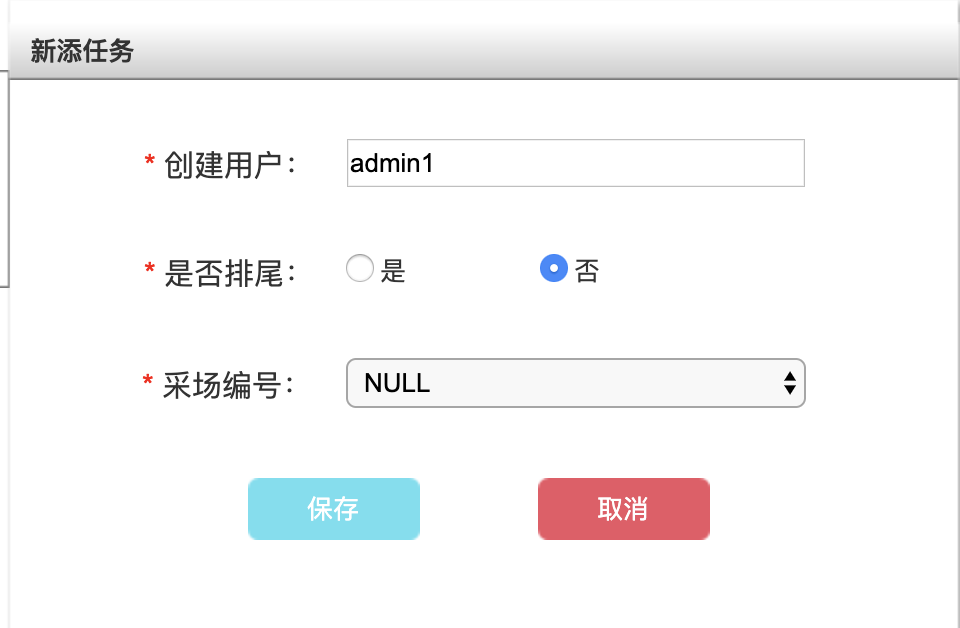 新添任务
* 创建用户： admin1
* 是否排尾： 是 否
* 采场编号： NULL
保存 取消